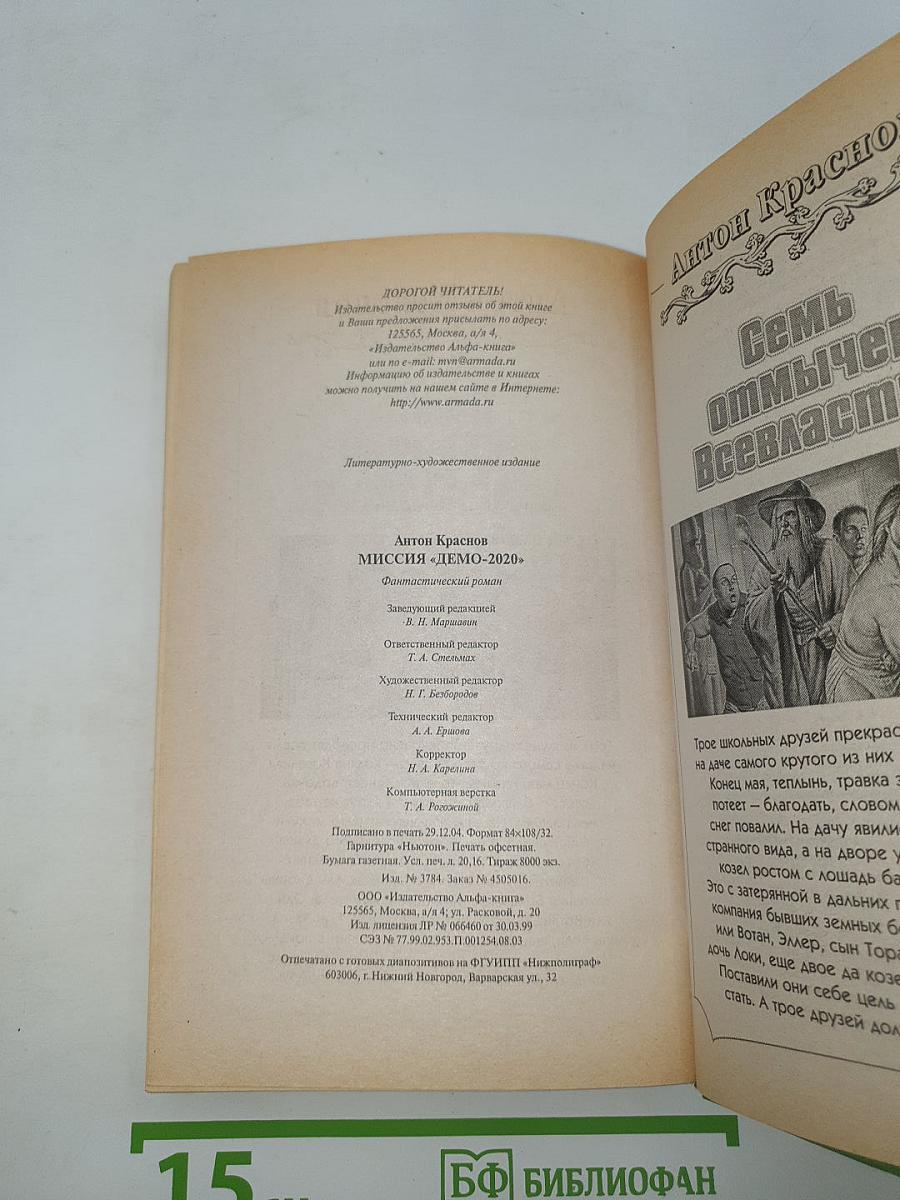 ДОРОГОЙ ЧИТАТЕЛЬ!
Издательство просит отзывы об этой книге
и Ваши предложения присылать по адресу:
125565, Москва, а/я 4,
«Издательство Альфа-книга»
или по e-mail: mvn@armada.ru
Информацию об издательстве и книгах
можно получить на нашем сайте в Интернете:
http://www.armada.ru
Литературно-художественное издание
Антон Краснов
МИССИЯ «ДЕМО-2020»
Фантастический роман
Заведующий редакцией
В. Н. Маршавин
Ответственный редактор
Т. А. Стельмах
Художественный редактор
Н. Г. Безбородов
Технический редактор
А. А. Ершова
Корректор
Н. А. Карелина
Компьютерная верстка
Т. А. Рогожиной
Подписано в печать 29.12.04. Формат 84×108/32.
Гарнитура «Ньютон». Печать офсетная.
Бумага газетная. Усл. печ. л. 20,16. Тираж 8000 экз.
Изд. № 3784. Заказ № 4505016.
ООО «Издательство Альфа-книга»
125565, Москва, а/я 4; ул. Расковой, д. 20
Изд. лицензия ЛР № 066460 от 30.03.99
СЭЗ № 77.99.02.953.П.001254.08.03
Отпечатано с готовых диапозитивов на ФГУИПП «Нижполиграф»
603006, г. Нижний Новгород, Варварская ул., 32
Антон Краснов
Семь
отмыче
Всевласт
Трое школьных друзей прекрас
на даче самого крутого из них
Конец мая, теплынь, травка з
потеет – благодать, словом
снег повалил. На дачу явили
странного вида, а на дворе у
козел ростом с лошадь ба
Это с затерянной в дальних п
компания бывших земных бо
или Вотан, Эллер, сын Тора
дочь Локи, еще двое да козе
Поставили они себе цель
стать. А трое друзей дол
15
БФ БИБЛИОФАН